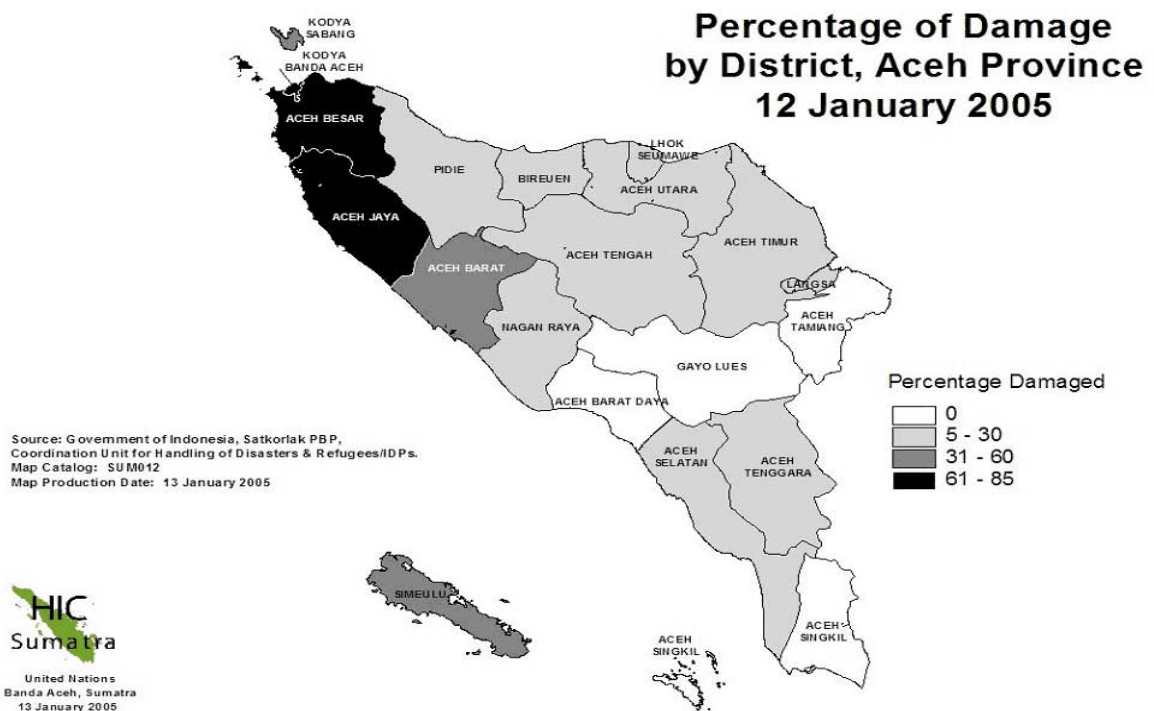 Percentage of Damage
by District, Aceh Province
12 January 2005
KODYA
SABANG
KODYA
BANDA ACEH
ACEH BESAR
PIDIE
BIREUEN
LHOK
SEUMAWE
ACEH UTARA
ACEH JAYA
ACEH BARAT
ACEH TENGAH
ACEH TIMUR
LANGSA
ACEH
TAMIANG
NAGAN RAYA
GAYO LUES
ACEH BARAT DAYA
ACEH
SELATAN
ACEH
TENGGARA
SIMEULU
ACEH
SINGKIL
ACEH
SINGKIL
Percentage Damaged
0
5 - 30
31 - 60
61 - 85
Source: Government of Indonesia, Satkorlak PBP,
Coordination Unit for Handling of Disasters & Refugees/IDPs.
Map Catalog: SUM012
Map Production Date: 13 January 2005
HIC
Sumatra
United Nations
Banda Aceh, Sumatra
13 January 2005